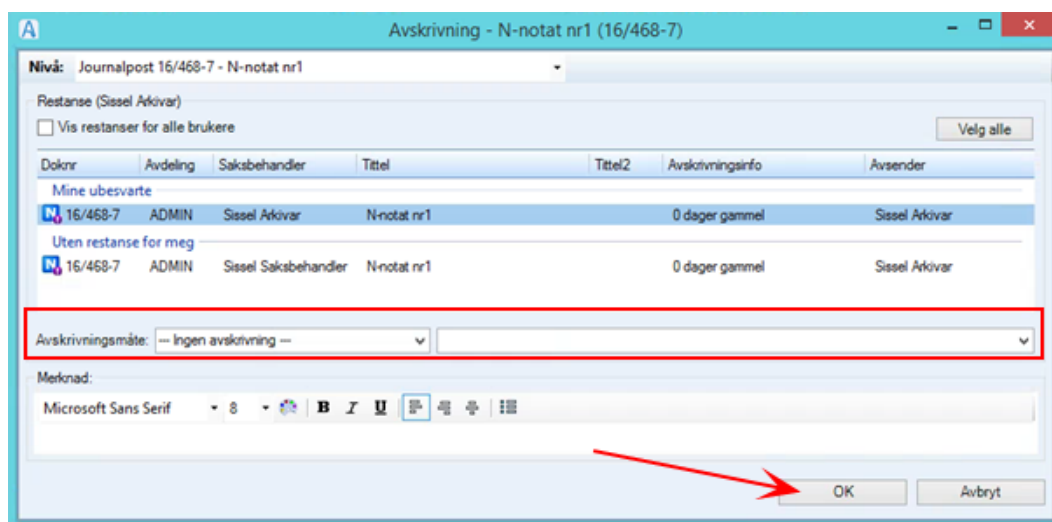 A
Avskrivning - N-notat nr1 (16/468-7)
Nivå: Journalpost 16/468-7 - N-notat nr1
Restanse (Sissel Arkivar)
Vis restanser for alle brukere
Velg alle
Doknr Avdeling Saksbehandler Tittel Tittel2 Avskrivningsinfo Avsender
Mine ubesvarte
N 16/468-7 ADMIN Sissel Arkivar N-notat nr1 0 dager gammel Sissel Arkivar
Uten restanse for meg
N 16/468-7 ADMIN Sissel Saksbehandler N-notat nr1 0 dager gammel Sissel Arkivar
Avskrivningsmåte: --- Ingen avskrivning ---
Merknad:
Microsoft Sans Serif 8 B I U
OK Avbryt